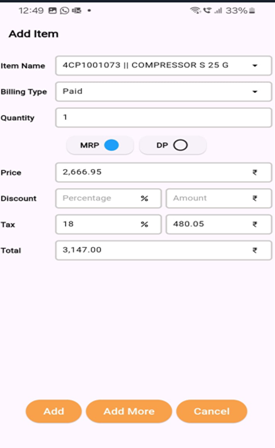 12:49 33%
Add Item
Item Name 4CP1001073 || COMPRESSOR S 25 G
Billing Type Paid
Quantity 1
MRP DP
Price 2,666.95 ₹
Discount Percentage % Amount ₹
Tax 18 % 480.05 ₹
Total 3,147.00 ₹
Add Add More Cancel